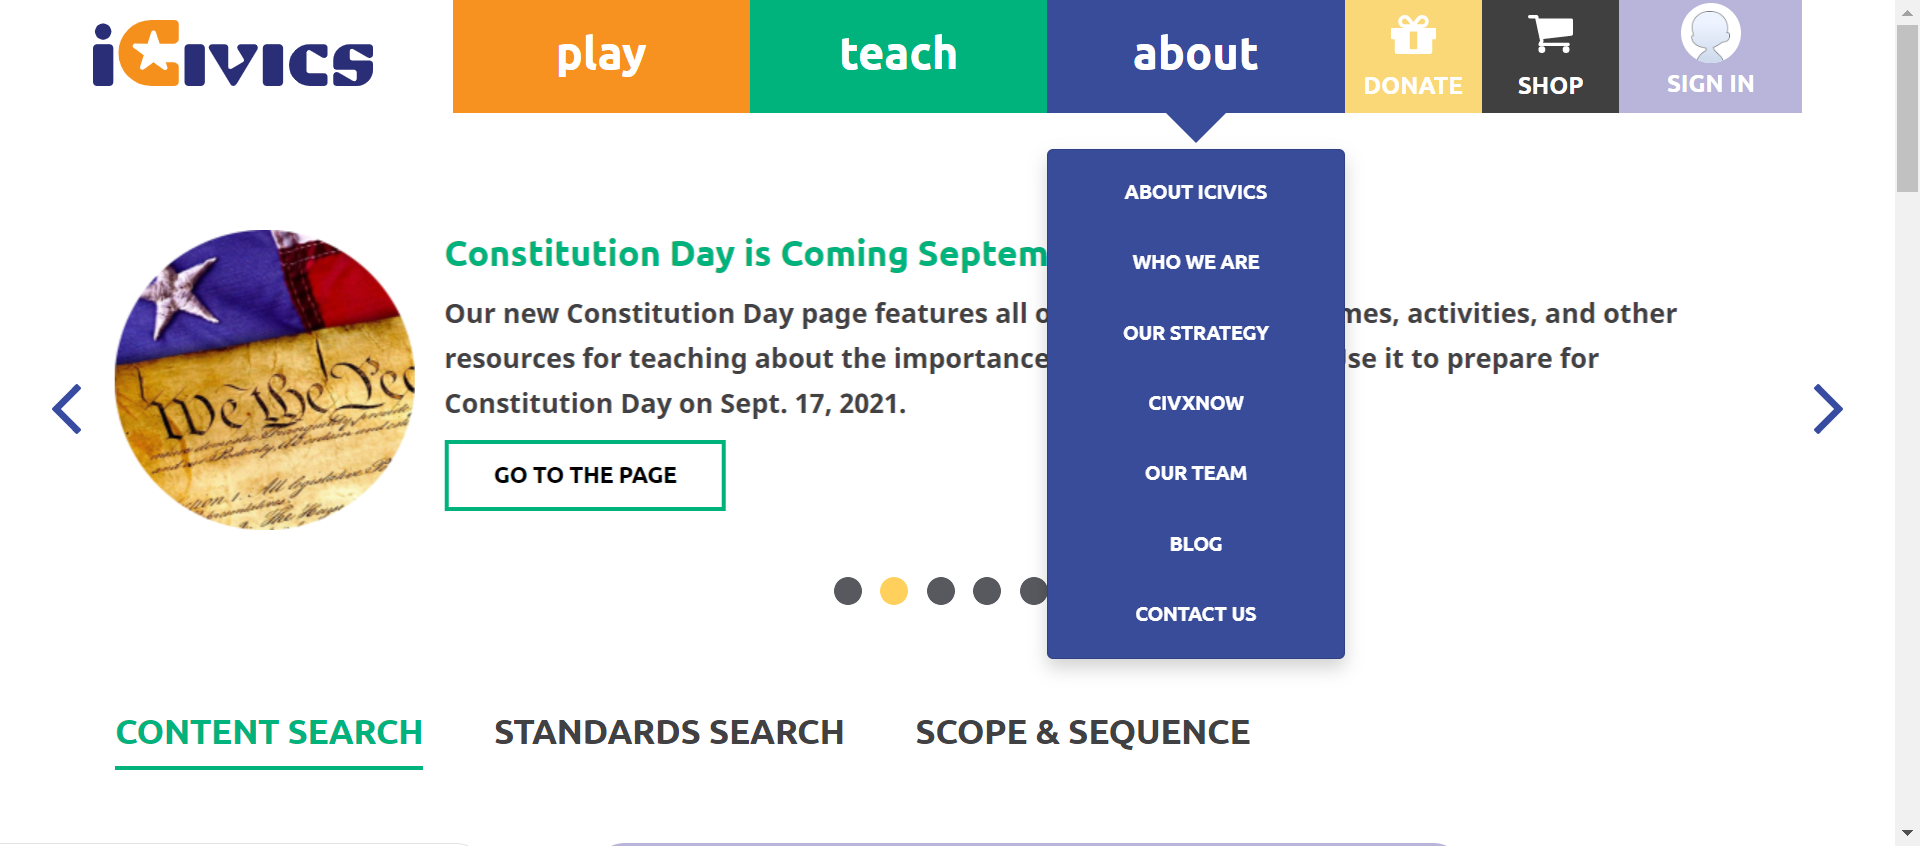 iCIVICS
play
teach
about
DONATE
SHOP
SIGN IN
ABOUT ICIVICS
WHO WE ARE
OUR STRATEGY
CIVXNOW
OUR TEAM
BLOG
CONTACT US
Constitution Day is Coming Septem
Our new Constitution Day page features all o mes, activities, and other
resources for teaching about the importance se it to prepare for
Constitution Day on Sept. 17, 2021.
We the Peo
GO TO THE PAGE
CONTENT SEARCH
STANDARDS SEARCH
SCOPE & SEQUENCE